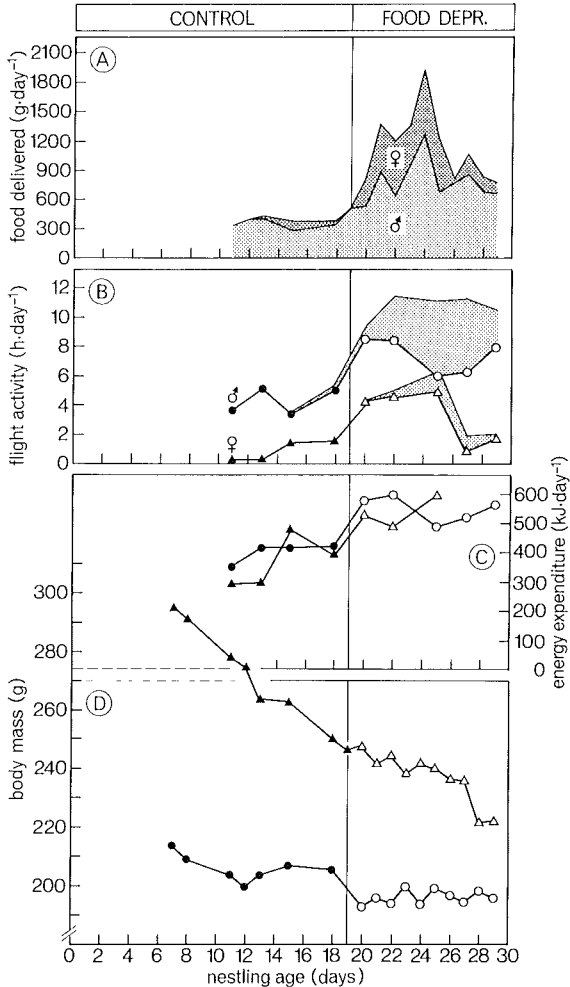 CONTROL FOOD DEPR.
A
food delivered (g·day⁻¹)
2100
1800
1500
1200
900
600
300
0
♀
♂
B
flight activity (h·day⁻¹)
12
10
8
6
4
2
0
♂
♀
C
energy expenditure (kJ·day⁻¹)
600
500
400
300
200
100
0
D
body mass (g)
300
280
260
240
220
200
0 2 4 6 8 10 12 14 16 18 20 22 24 26 28 30
nestling age (days)